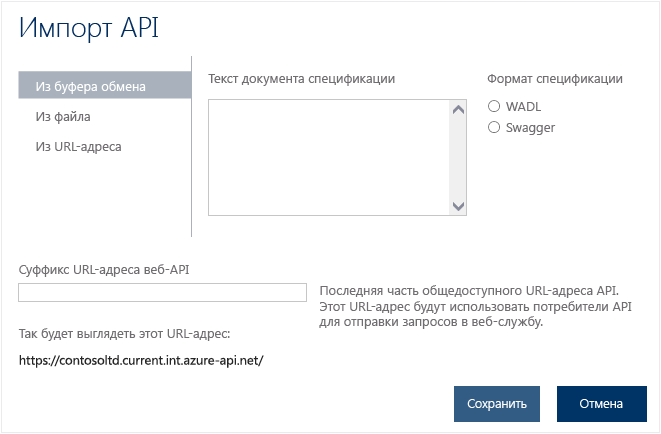 Импорт API
Из буфера обмена
Из файла
Из URL-адреса
Текст документа спецификации
Формат спецификации
WADL
Swagger
Суффикс URL-адреса веб-API
Последняя часть общедоступного URL-адреса API.
Этот URL-адрес будут использовать потребители API
для отправки запросов в веб-службу.
Так будет выглядеть этот URL-адрес:
https://contosoltd.current.int.azure-api.net/
Сохранить
Отмена